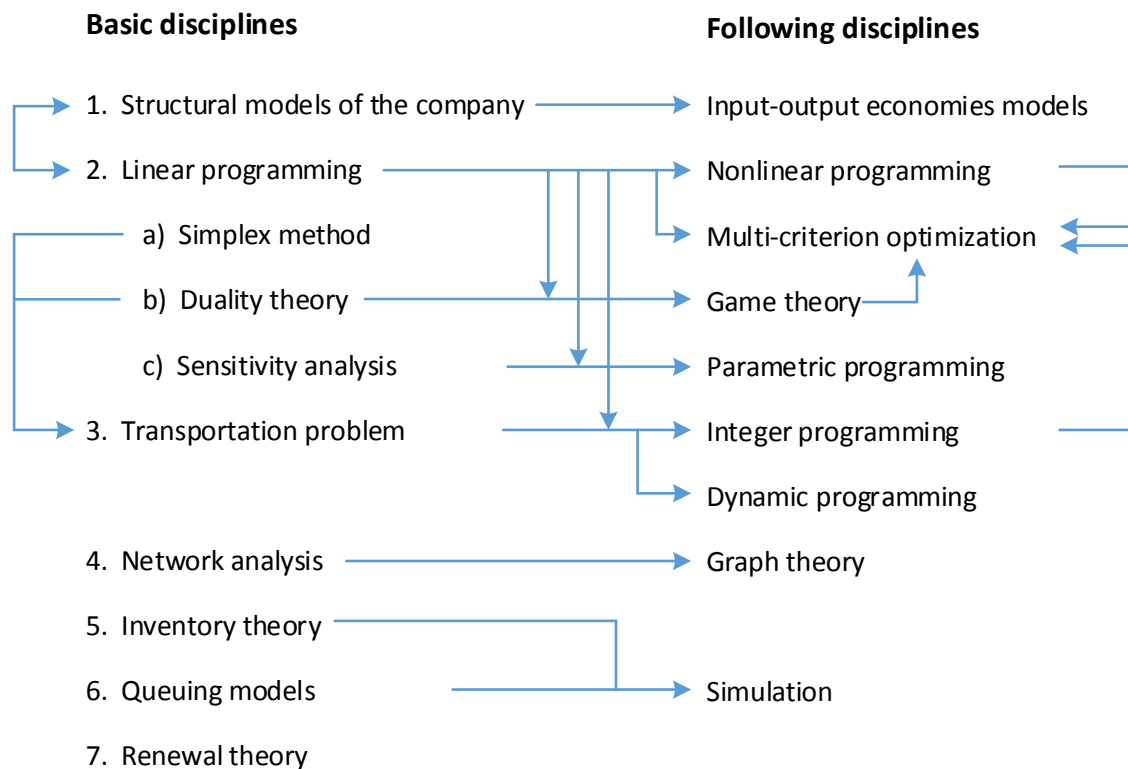 Basic disciplines
Following disciplines
1. Structural models of the company
Input-output economies models
2. Linear programming
Nonlinear programming
a) Simplex method
Multi-criterion optimization
b) Duality theory
Game theory
c) Sensitivity analysis
Parametric programming
3. Transportation problem
Integer programming
Dynamic programming
4. Network analysis
Graph theory
5. Inventory theory
6. Queuing models
Simulation
7. Renewal theory